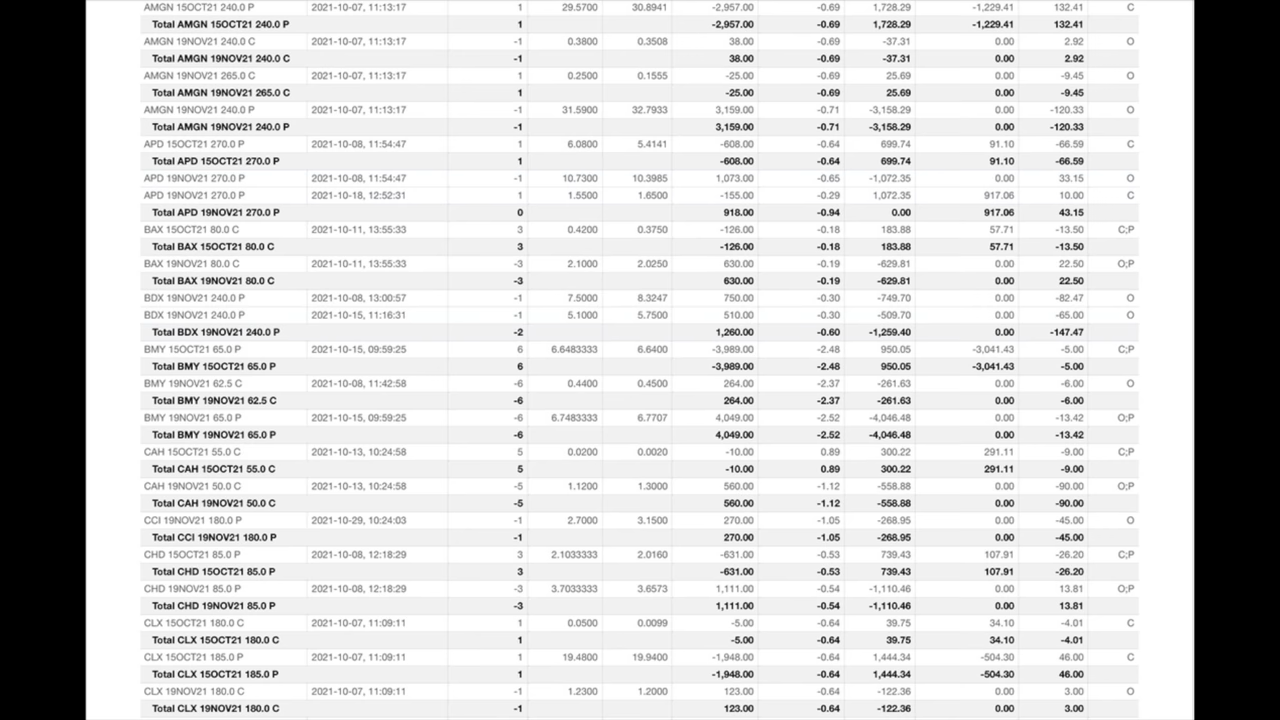 AMGN 15OCT21 240.0 P 2021-10-07, 11:13:17 1 29.5700 30.8941 -2,957.00 -0.69 1,728.29 -1,229.41 132.41 C
Total AMGN 15OCT21 240.0 P 1 -2,957.00 -0.69 1,728.29 -1,229.41 132.41
AMGN 19NOV21 240.0 C 2021-10-07, 11:13:17 -1 0.3800 0.3508 38.00 -0.69 -37.31 0.00 2.92 O
Total AMGN 19NOV21 240.0 C -1 38.00 -0.69 -37.31 0.00 2.92
AMGN 19NOV21 265.0 C 2021-10-07, 11:13:17 1 0.2500 0.1555 -25.00 -0.69 25.69 0.00 -9.45 O
Total AMGN 19NOV21 265.0 C 1 -25.00 -0.69 25.69 0.00 -9.45
AMGN 19NOV21 240.0 P 2021-10-07, 11:13:17 -1 31.5900 32.7933 3,159.00 -0.71 -3,158.29 0.00 -120.33 O
Total AMGN 19NOV21 240.0 P -1 3,159.00 -0.71 -3,158.29 0.00 -120.33
APD 15OCT21 270.0 P 2021-10-08, 11:54:47 1 6.0800 5.4141 -608.00 -0.64 699.74 91.10 -66.59 C
Total APD 15OCT21 270.0 P 1 -608.00 -0.64 699.74 91.10 -66.59
APD 19NOV21 270.0 P 2021-10-08, 11:54:47 -1 10.7300 10.3985 1,073.00 -0.65 -1,072.35 0.00 33.15 O
APD 19NOV21 270.0 P 2021-10-18, 12:52:31 1 1.5500 1.6500 -155.00 -0.29 1,072.35 917.06 10.00 C
Total APD 19NOV21 270.0 P 0 918.00 -0.94 0.00 917.06 43.15
BAX 15OCT21 80.0 C 2021-10-11, 13:55:33 3 0.4200 0.3750 -126.00 -0.18 183.88 57.71 -13.50 C;P
Total BAX 15OCT21 80.0 C 3 -126.00 -0.18 183.88 57.71 -13.50
BAX 19NOV21 80.0 C 2021-10-11, 13:55:33 -3 2.1000 2.0250 630.00 -0.19 -629.81 0.00 22.50 O;P
Total BAX 19NOV21 80.0 C -3 630.00 -0.19 -629.81 0.00 22.50
BDX 19NOV21 240.0 P 2021-10-08, 13:00:57 -1 7.5000 8.3247 750.00 -0.30 -749.70 0.00 -82.47 O
BDX 19NOV21 240.0 P 2021-10-15, 11:16:31 -1 5.1000 5.7500 510.00 -0.30 -509.70 0.00 -65.00 O
Total BDX 19NOV21 240.0 P -2 1,260.00 -0.60 -1,259.40 0.00 -147.47
BMY 15OCT21 65.0 P 2021-10-15, 09:59:25 6 6.6483333 6.6400 -3,989.00 -2.48 950.05 -3,041.43 -5.00 C;P
Total BMY 15OCT21 65.0 P 6 -3,989.00 -2.48 950.05 -3,041.43 -5.00
BMY 19NOV21 62.5 C 2021-10-08, 11:42:58 -6 0.4400 0.4500 264.00 -2.37 -261.63 0.00 -6.00 O
Total BMY 19NOV21 62.5 C -6 264.00 -2.37 -261.63 0.00 -6.00
BMY 19NOV21 65.0 P 2021-10-15, 09:59:25 -6 6.7483333 6.7707 4,049.00 -2.52 -4,046.48 0.00 -13.42 O;P
Total BMY 19NOV21 65.0 P -6 4,049.00 -2.52 -4,046.48 0.00 -13.42
CAH 15OCT21 55.0 C 2021-10-13, 10:24:58 5 0.0200 0.0020 -10.00 0.89 300.22 291.11 -9.00 C;P
Total CAH 15OCT21 55.0 C 5 -10.00 0.89 300.22 291.11 -9.00
CAH 19NOV21 50.0 C 2021-10-13, 10:24:58 -5 1.1200 1.3000 560.00 -1.12 -558.88 0.00 -90.00 O;P
Total CAH 19NOV21 50.0 C -5 560.00 -1.12 -558.88 0.00 -90.00
CCI 19NOV21 180.0 P 2021-10-29, 10:24:03 -1 2.7000 3.1500 270.00 -1.05 -268.95 0.00 -45.00 O
Total CCI 19NOV21 180.0 P -1 270.00 -1.05 -268.95 0.00 -45.00
CHD 15OCT21 85.0 P 2021-10-08, 12:18:29 3 2.1033333 2.0160 -631.00 -0.53 739.43 107.91 -26.20 C;P
Total CHD 15OCT21 85.0 P 3 -631.00 -0.53 739.43 107.91 -26.20
CHD 19NOV21 85.0 P 2021-10-08, 12:18:29 -3 3.7033333 3.6573 1,111.00 -0.54 -1,110.46 0.00 13.81 O;P
Total CHD 19NOV21 85.0 P -3 1,111.00 -0.54 -1,110.46 0.00 13.81
CLX 15OCT21 180.0 C 2021-10-07, 11:09:11 1 0.0500 0.0099 -5.00 -0.64 39.75 34.10 -4.01 C
Total CLX 15OCT21 180.0 C 1 -5.00 -0.64 39.75 34.10 -4.01
CLX 15OCT21 185.0 P 2021-10-07, 11:09:11 1 19.4800 19.9400 -1,948.00 -0.64 1,444.34 -504.30 46.00 C
Total CLX 15OCT21 185.0 P 1 -1,948.00 -0.64 1,444.34 -504.30 46.00
CLX 19NOV21 180.0 C 2021-10-07, 11:09:11 -1 1.2300 1.2000 123.00 -0.64 -122.36 0.00 3.00 O
Total CLX 19NOV21 180.0 C -1 123.00 -0.64 -122.36 0.00 3.00